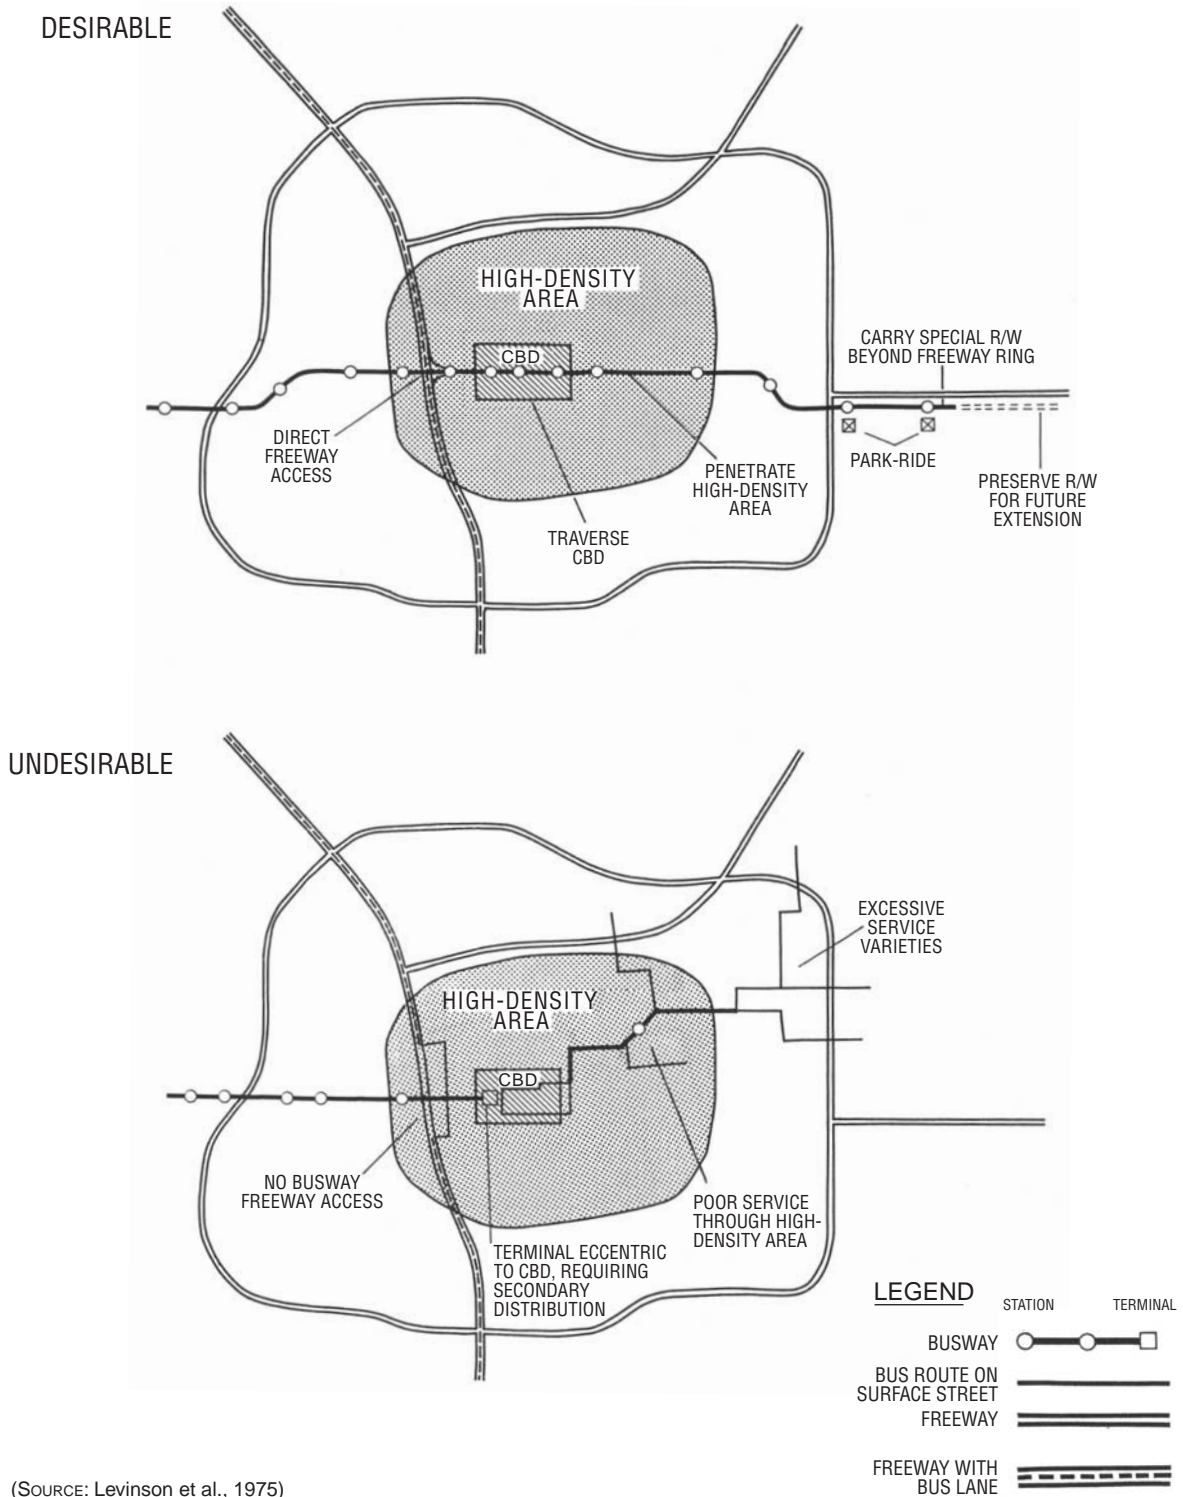 DESIRABLE
HIGH-DENSITY
AREA
CBD
CARRY SPECIAL R/W
BEYOND FREEWAY RING
DIRECT
FREEWAY
ACCESS
PENETRATE
HIGH-DENSITY
AREA
PARK-RIDE
PRESERVE R/W
FOR FUTURE
EXTENSION
TRAVERSE
CBD
UNDESIRABLE
EXCESSIVE
SERVICE
VARIETIES
HIGH-DENSITY
AREA
CBD
NO BUSWAY
FREEWAY ACCESS
POOR SERVICE
THROUGH HIGH-
DENSITY AREA
TERMINAL ECCENTRIC
TO CBD, REQUIRING
SECONDARY
DISTRIBUTION
LEGEND
STATION
TERMINAL
BUSWAY
BUS ROUTE ON
SURFACE STREET
FREEWAY
FREEWAY WITH
BUS LANE
(SOURCE: Levinson et al., 1975)